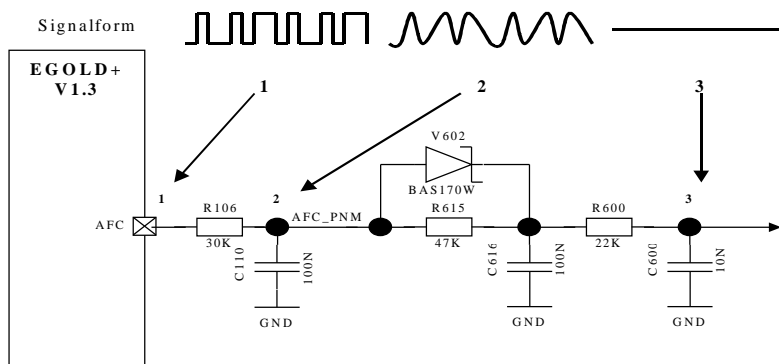 Signalform
EGOLD+
V1.3
1
2
3
V602
BAS170W
1
2
3
AFC
R106
AFC_PNM
R615
R600
30K
47K
22K
C110
100N
C616
100N
C600
10N
GND
GND
GND